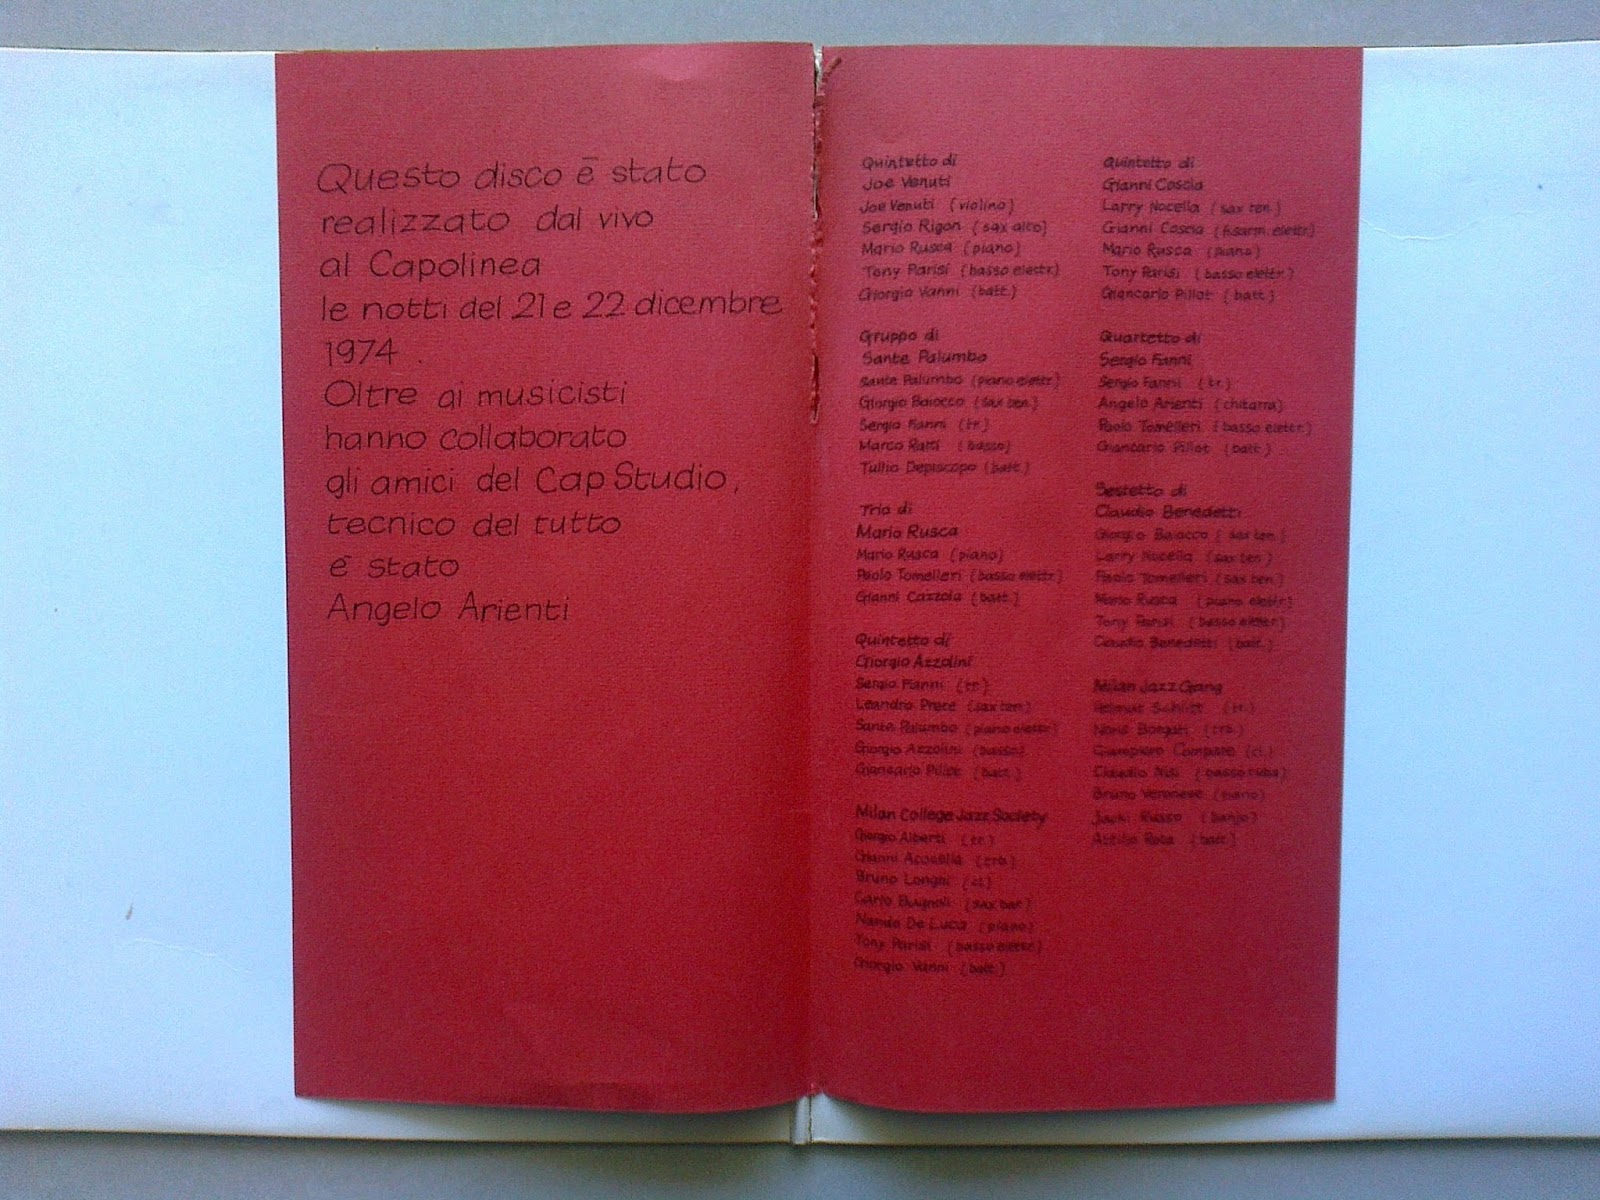 Questo disco è stato
realizzato dal vivo
al Capolinea
le notti del 21 e 22 dicembre
1974.
Oltre ai musicisti
hanno collaborato
gli amici del Cap Studio,
tecnico del tutto
è stato
Angelo Arienti
Quintetto di
Joe Venuti
Joe Venuti (violino)
Sergio Rigon (sax alto)
Mario Rusca (piano)
Tony Parisi (basso elettr.)
Giorgio Vanni (batt.)
Gruppo di
Sante Palumbo
Sante Palumbo (piano elettr.)
Giorgio Baiocco (sax ten.)
Sergio Fanni (tr.)
Marco Ratti (basso)
Tullio Depiscopo (batt.)
Trio di
Mario Rusca
Mario Rusca (piano)
Paolo Tomelleri (basso elettr.)
Gianni Cazzola (batt.)
Quintetto di
Giorgio Azzolini
Sergio Fanni (tr.)
Leandro Prete (sax ten.)
Sante Palumbo (piano elettr.)
Giorgio Azzolini (basso)
Giancarlo Pillot (batt.)
Milan College Jazz Society
Giorgio Alberti (tr.)
Gianni Acocella (trb.)
Bruno Longhi (cl.)
Carlo Bagnoli (sax bar.)
Nando De Luca (piano)
Tony Parisi (basso elettr.)
Giorgio Vanni (batt.)
Quintetto di
Gianni Coscia
Larry Nocella (sax ten.)
Gianni Coscia (fisarm. elettr.)
Mario Rusca (piano)
Tony Parisi (basso elettr.)
Giancarlo Pillot (batt.)
Quartetto di
Sergio Fanni
Sergio Fanni (tr.)
Angelo Arienti (chitarra)
Paolo Tomelleri (basso elettr.)
Giancarlo Pillot (batt.)
Sestetto di
Claudio Benedetti
Giorgio Baiocco (sax ten.)
Larry Nocella (sax ten.)
Paolo Tomelleri (sax ten.)
Mario Rusca (piano elettr.)
Tony Parisi (basso elettr.)
Claudio Benedetti (batt.)
Milan Jazz Gang
(tr.)
Borgatti (trb.)
Giampiero Compare (cl.)
Claudio Nisi (basso tuba)
Bruno Veronese (piano)
Jacki Russo (banjo)
Attilio Rota (batt.)